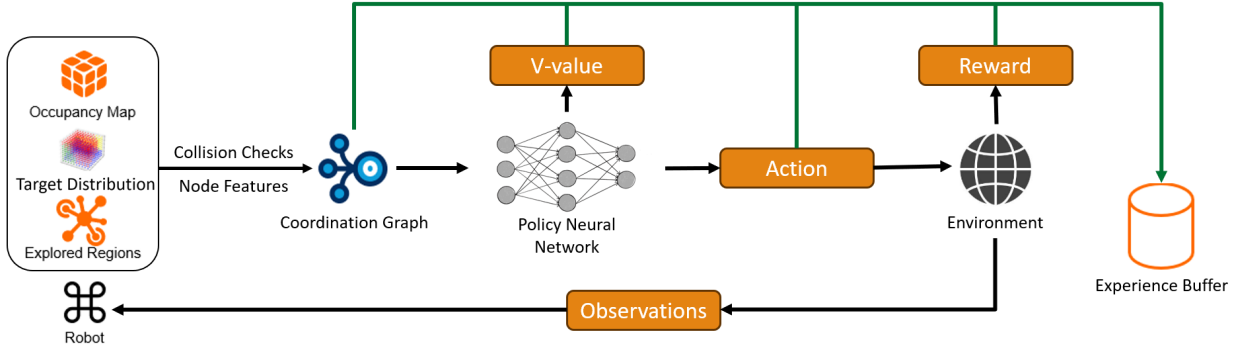 Occupancy Map
Target Distribution
Explored Regions
Robot
Collision Checks
Node Features
Coordination Graph
V-value
Policy Neural
Network
Action
Reward
Environment
Observations
Experience Buffer